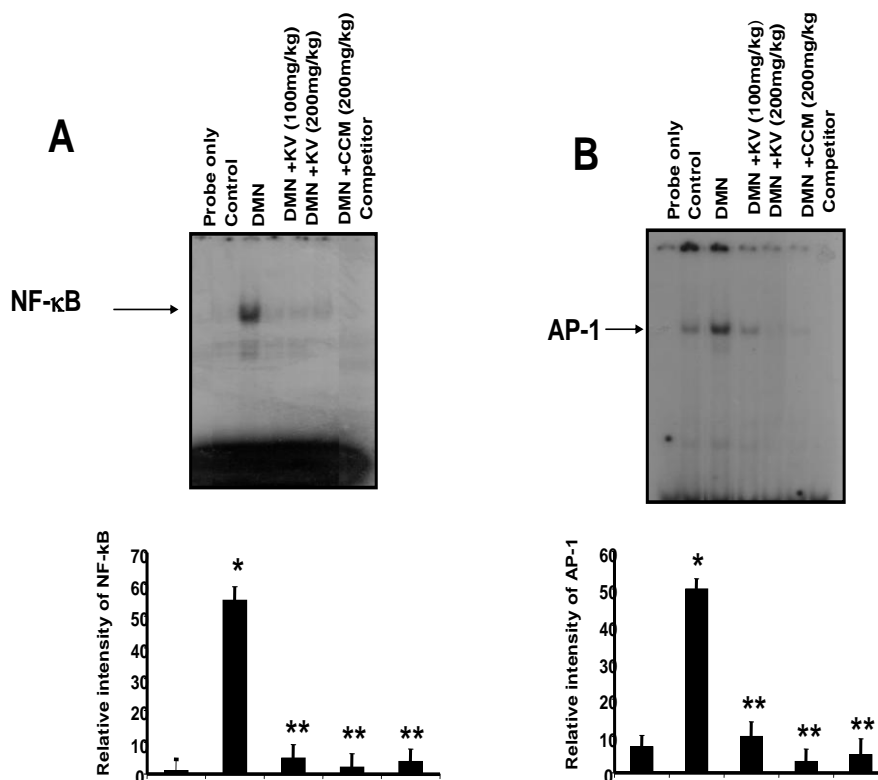 A
Probe only
Control
DMN
DMN +KV (100mg/kg)
DMN +KV (200mg/kg)
DMN +CCM (200mg/kg)
Competitor
NF-κB
70
60
50
40
30
20
10
0
Relative intensity of NF-kB
*
**
**
**
B
Probe only
Control
DMN
DMN +KV (100mg/kg)
DMN +KV (200mg/kg)
DMN +CCM (200mg/kg
Competitor
AP-1
60
50
40
30
20
10
0
Relative intensity of AP-1
*
**
**
**